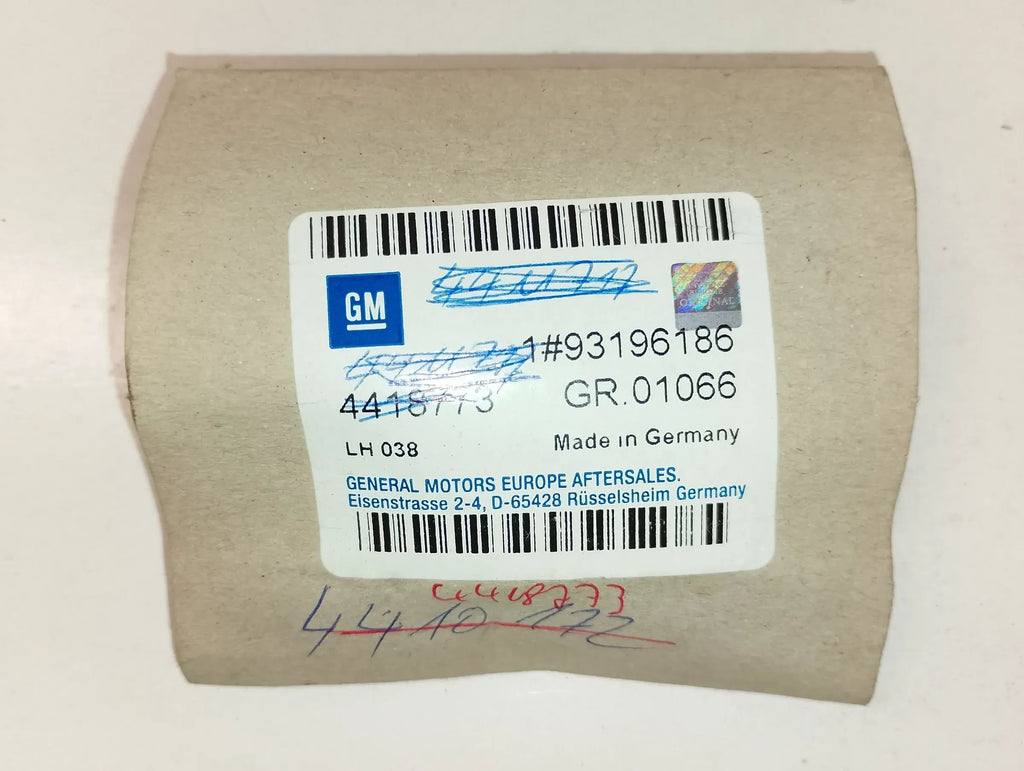 GM
ORIGINAL
1#93196186
4418773
GR.01066
LH 038
Made in Germany
GENERAL MOTORS EUROPE AFTERSALES.
Eisenstrasse 2-4, D-65428 Rüsselsheim Germany
4418773